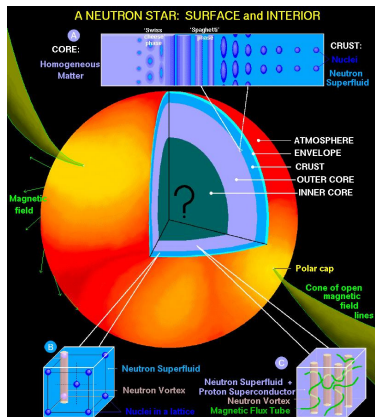 A NEUTRON STAR: SURFACE and INTERIOR
A
'Swiss
cheese'
phase
'Spaghetti'
phase
CORE:
Homogeneous
Matter
CRUST:
Nuclei
Neutron
Superfluid
ATMOSPHERE
ENVELOPE
CRUST
OUTER CORE
INNER CORE
?
Magnetic
field
Polar cap
Cone of open
magnetic
field
lines
B
Neutron Superfluid
Neutron Vortex
Nuclei in a lattice
C
Neutron Superfluid +
Proton Superconductor
Neutron Vortex
Magnetic Flux Tube